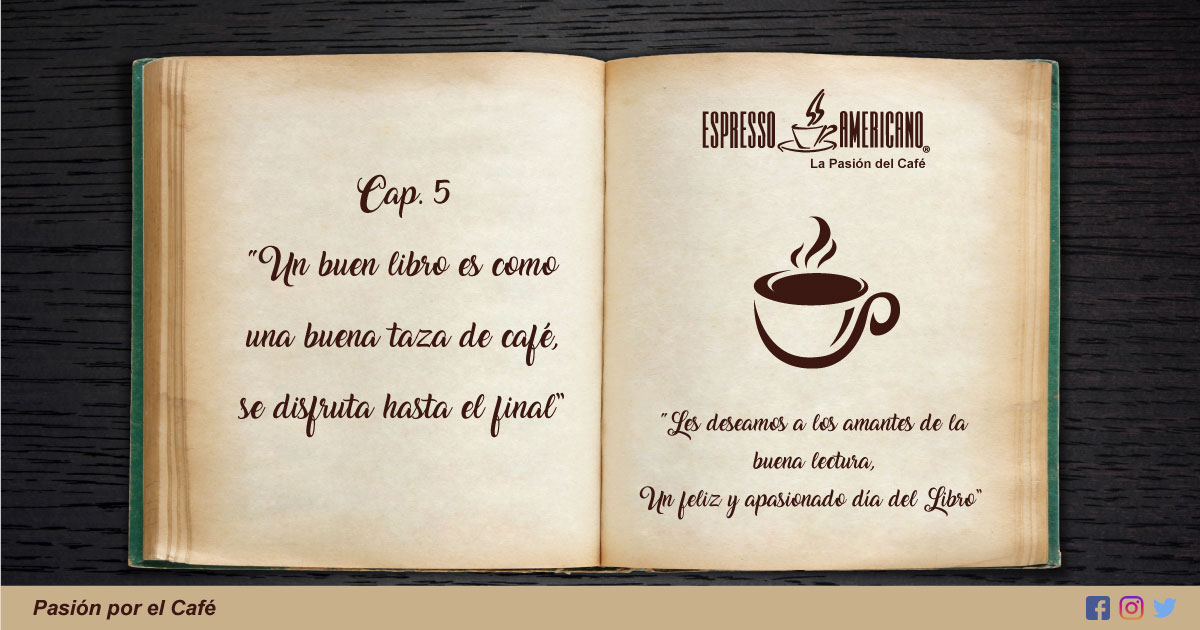 Cap. 5
"Un buen libro es como
una buena taza de café,
se disfruta hasta el final"
ESPRESSO AMERICANO®
La Pasión del Café
"Les deseamos a los amantes de la
buena lectura,
Un feliz y apasionado día del Libro"
Pasión por el Café